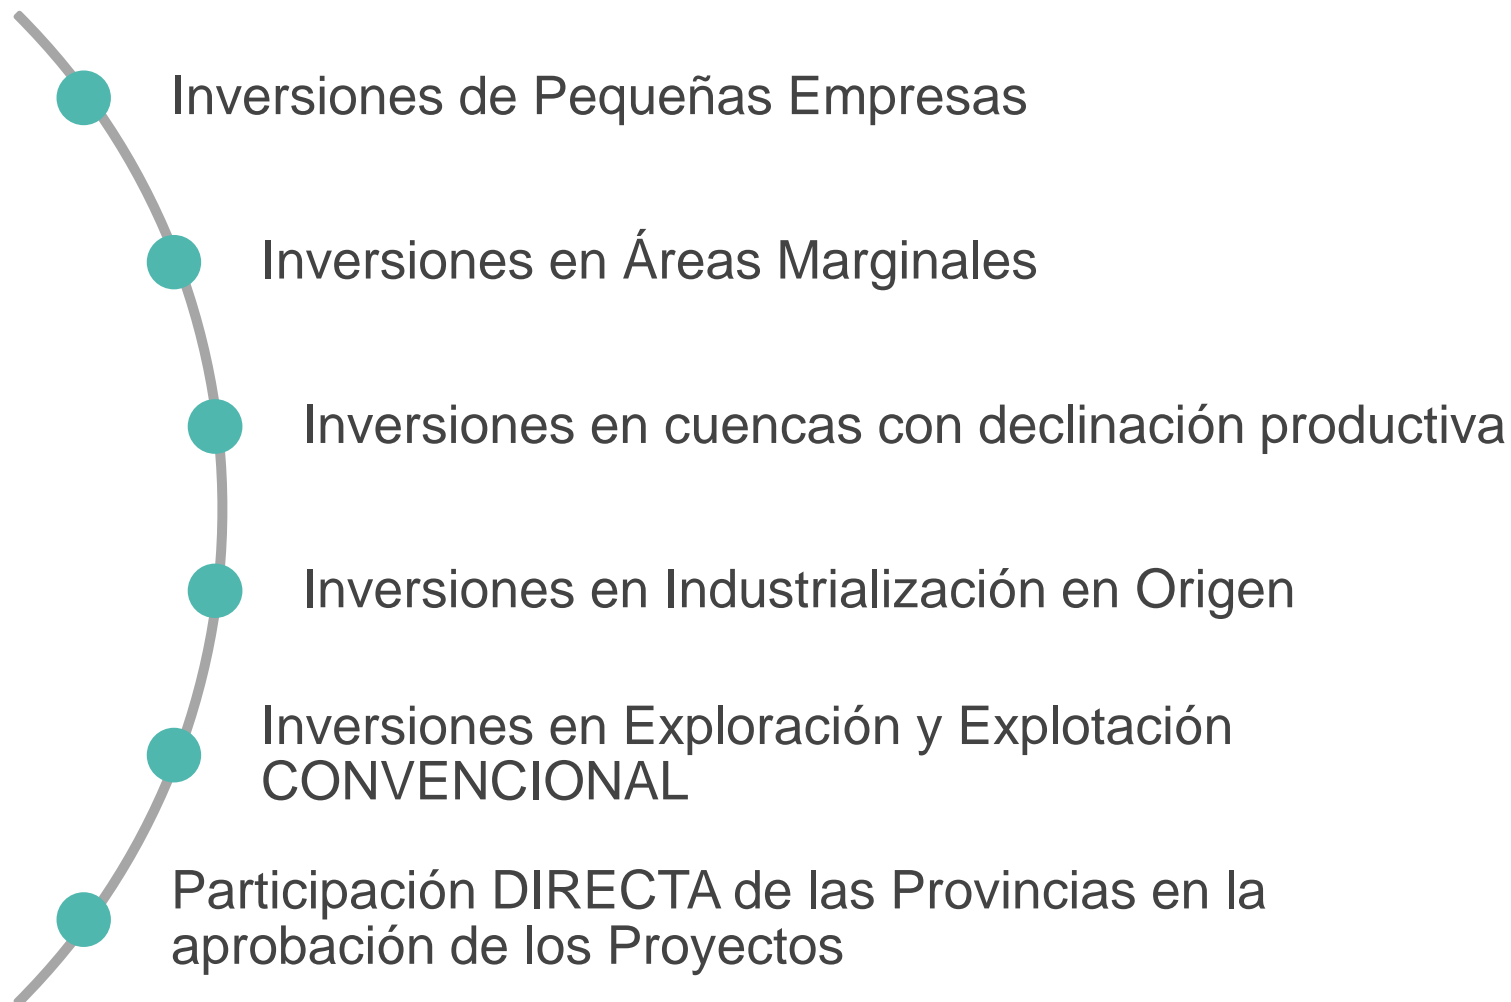 Inversiones de Pequeñas Empresas
Inversiones en Áreas Marginales
Inversiones en cuencas con declinación productiva
Inversiones en Industrialización en Origen
Inversiones en Exploración y Explotación
CONVENCIONAL
Participación DIRECTA de las Provincias en la
aprobación de los Proyectos